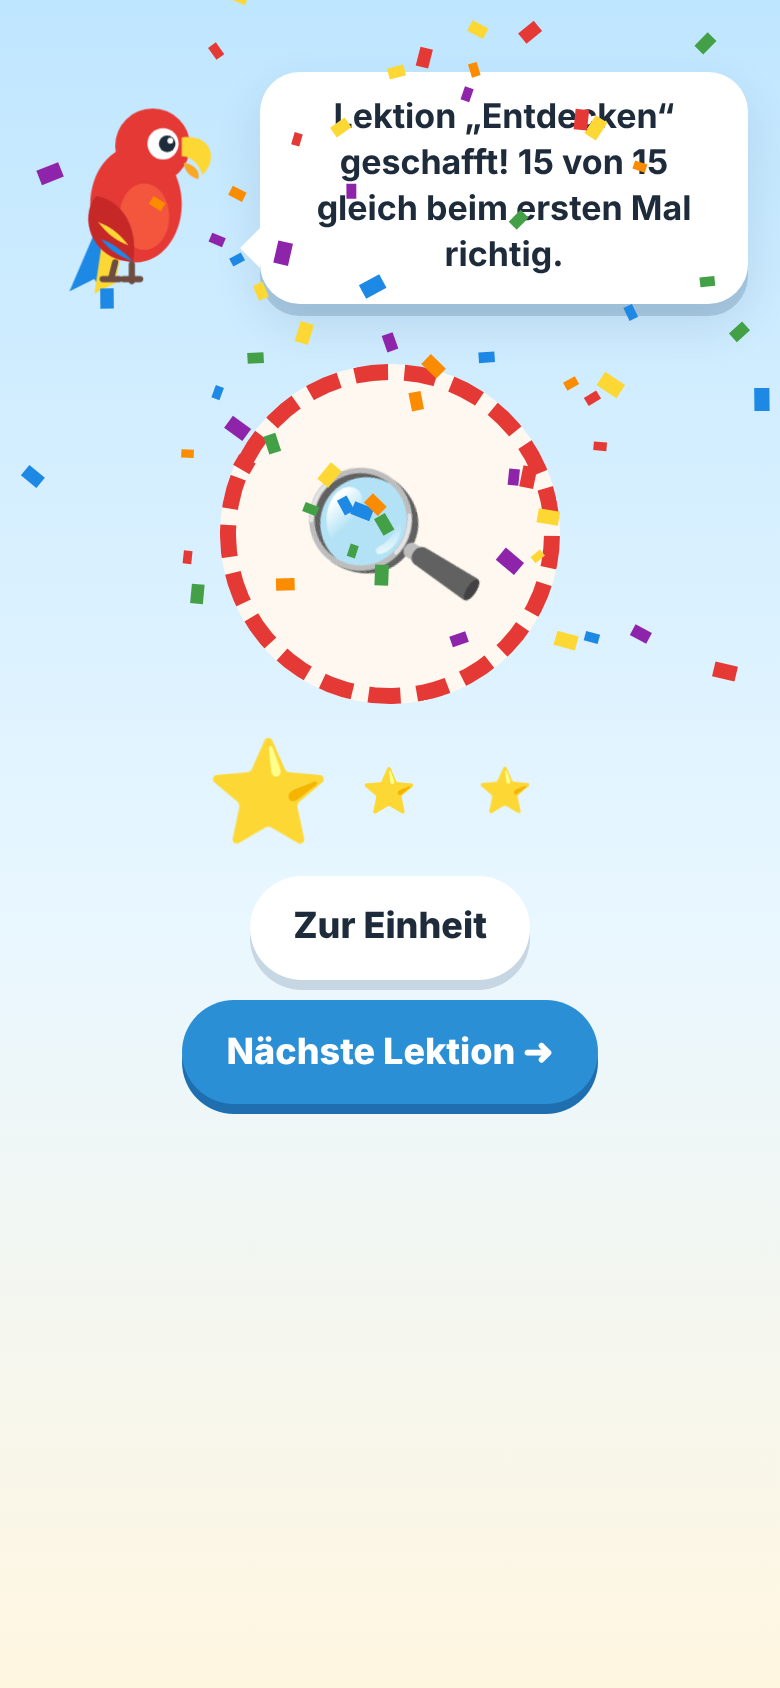 Lektion „Entdecken“
geschafft! 15 von 15
gleich beim ersten Mal
richtig.
Zur Einheit
Nächste Lektion ➜